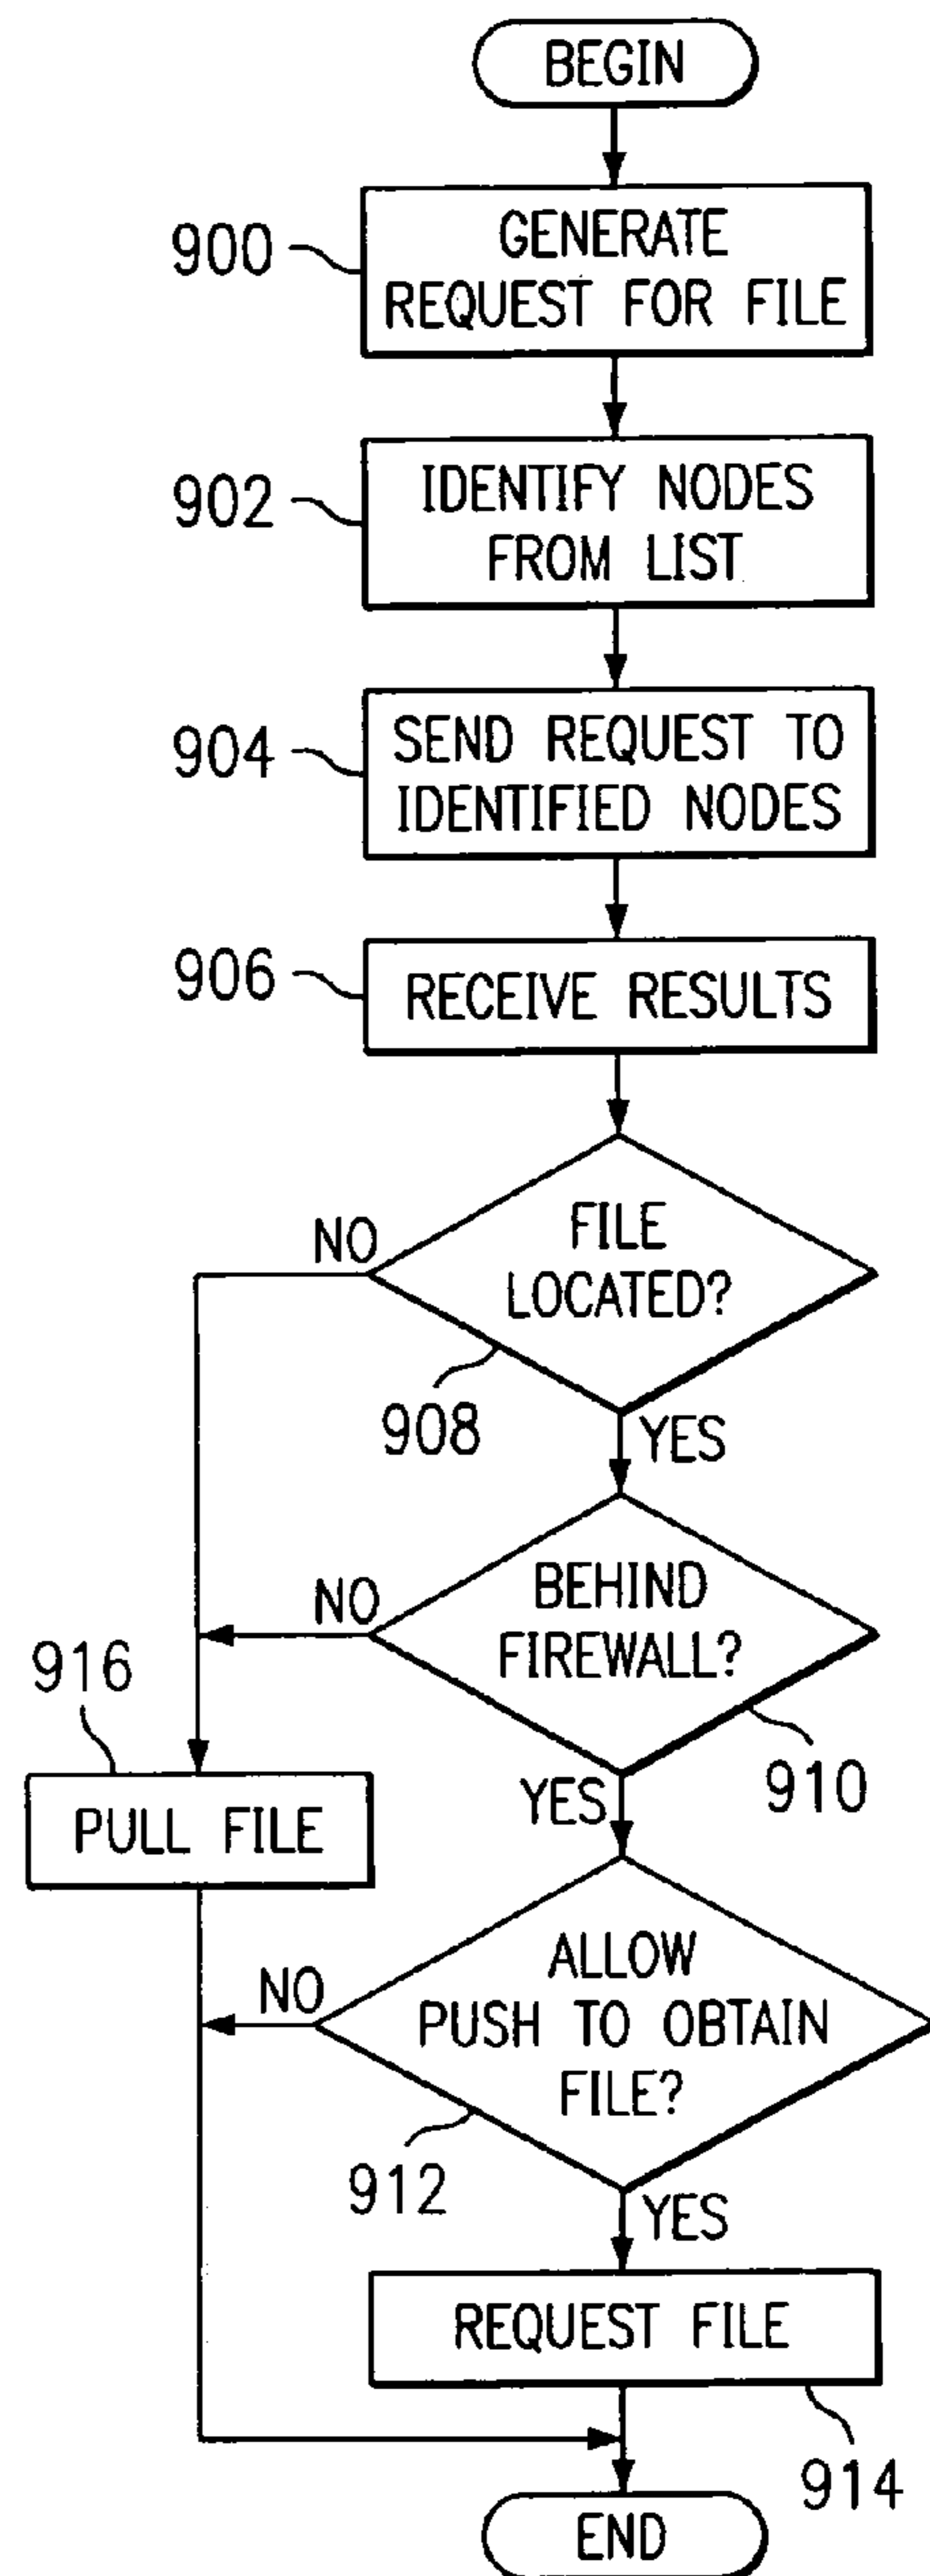 BEGIN
900
GENERATE
REQUEST FOR FILE
902
IDENTIFY NODES
FROM LIST
904
SEND REQUEST TO
IDENTIFIED NODES
906
RECEIVE RESULTS
NO
FILE
LOCATED?
908
YES
NO
BEHIND
FIREWALL?
916
910
YES
PULL FILE
NO
ALLOW
PUSH TO OBTAIN
FILE?
912
YES
REQUEST FILE
914
END